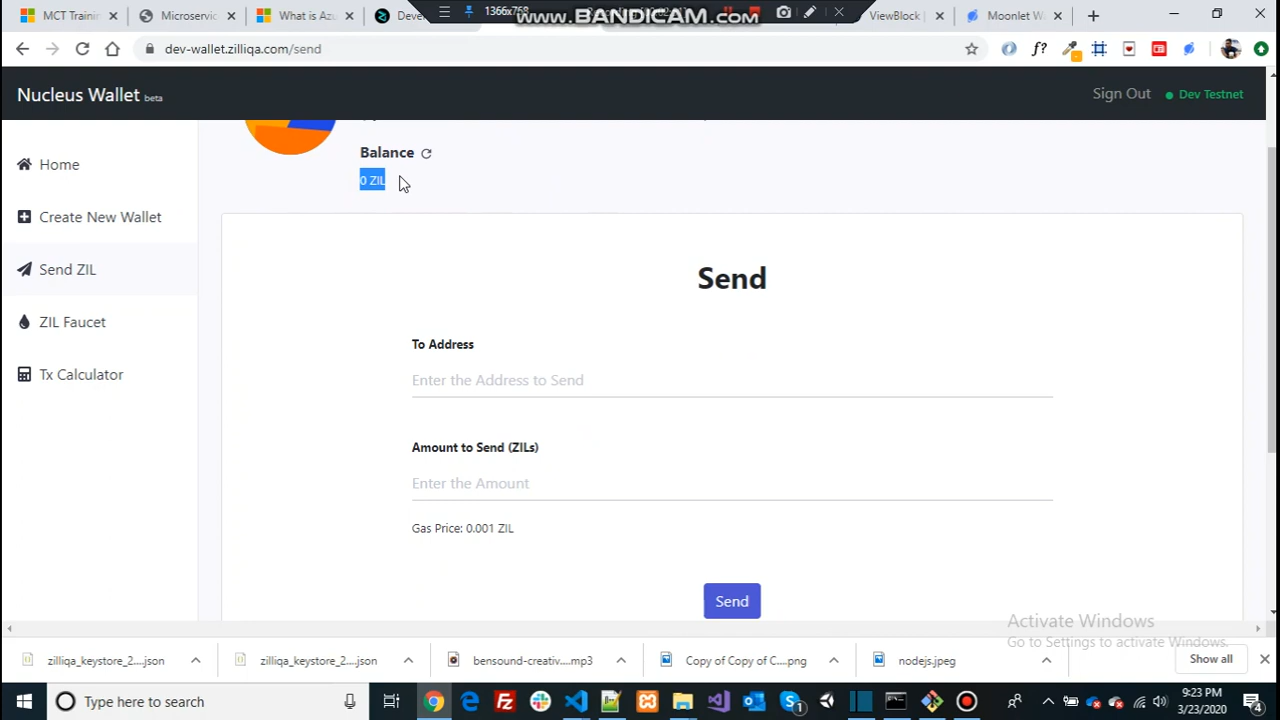 MCT Trainin
Microservic
What is Azu
Deve
1366x768
www.BANDICAM.com
ViewBlock |
Moonlet Wa
dev-wallet.zilliqa.com/send
f?
Nucleus Wallet beta
Sign Out
Dev Testnet
Home
Create New Wallet
Send ZIL
ZIL Faucet
Tx Calculator
Balance
0 ZIL
Send
To Address
Enter the Address to Send
Amount to Send (ZILs)
Enter the Amount
Gas Price: 0.001 ZIL
Send
Activate Windows
Go to Settings to activate Windows.
zilliqa_keystore_2....json
zilliqa_keystore_2....json
bensound-creativ....mp3
Copy of Copy of C....png
nodejs.jpeg
Show all
Type here to search
9:23 PM
3/23/2020
4